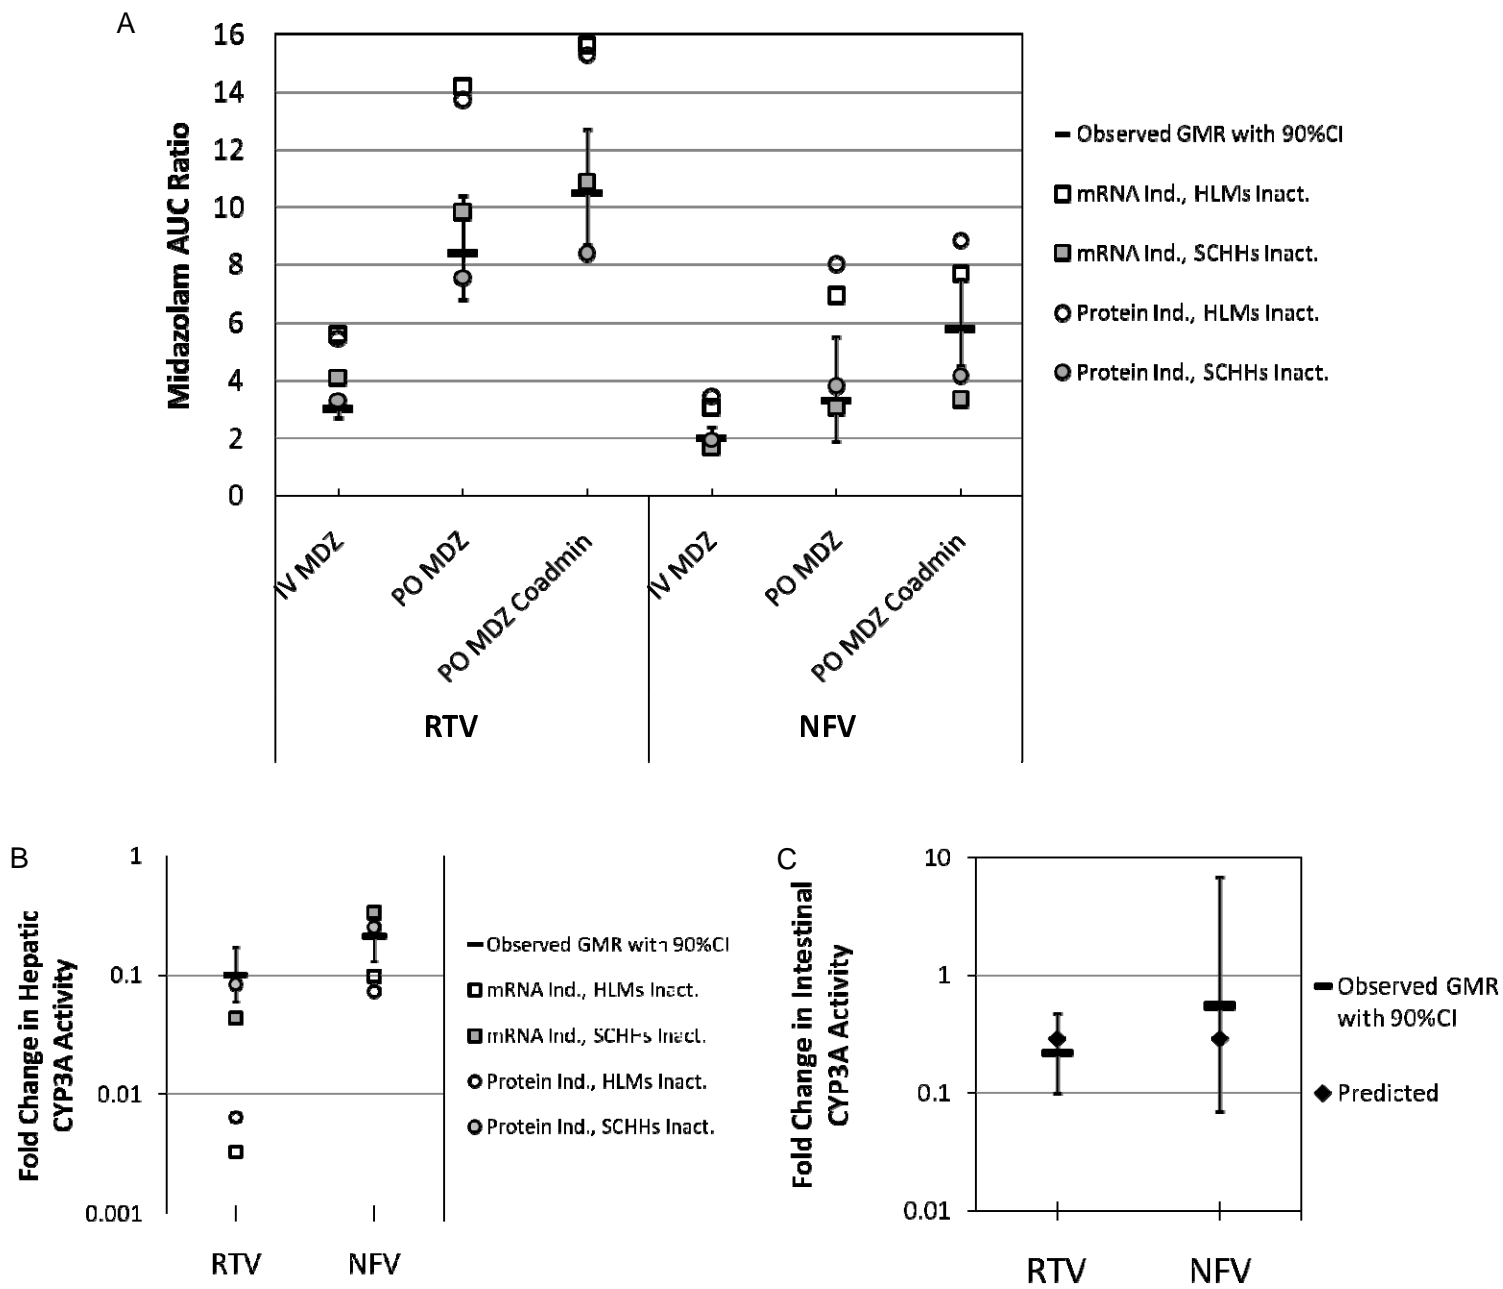 A
Midazolam AUC Ratio
16
14
12
10
8
6
4
2
0
IV MDZ
PO MDZ
PO MDZ Coadmin
IV MDZ
PO MDZ
PO MDZ Coadmin
RTV
NFV
Observed GMR with 90%CI
mRNA Ind., HLMs Inact.
mRNA Ind., SCHHs Inact.
Protein Ind., HLMs Inact.
Protein Ind., SCHHs Inact.
B
Fold Change in Hepatic
CYP3A Activity
1
0.1
0.01
0.001
RTV
NFV
Observed GMR with 90%CI
mRNA Ind., HLMs Inact.
mRNA Ind., SCHHs Inact.
Protein Ind., HLMs Inact.
Protein Ind., SCHHs Inact.
C
Fold Change in Intestinal
CYP3A Activity
10
1
0.1
0.01
RTV
NFV
Observed GMR
with 90%CI
Predicted